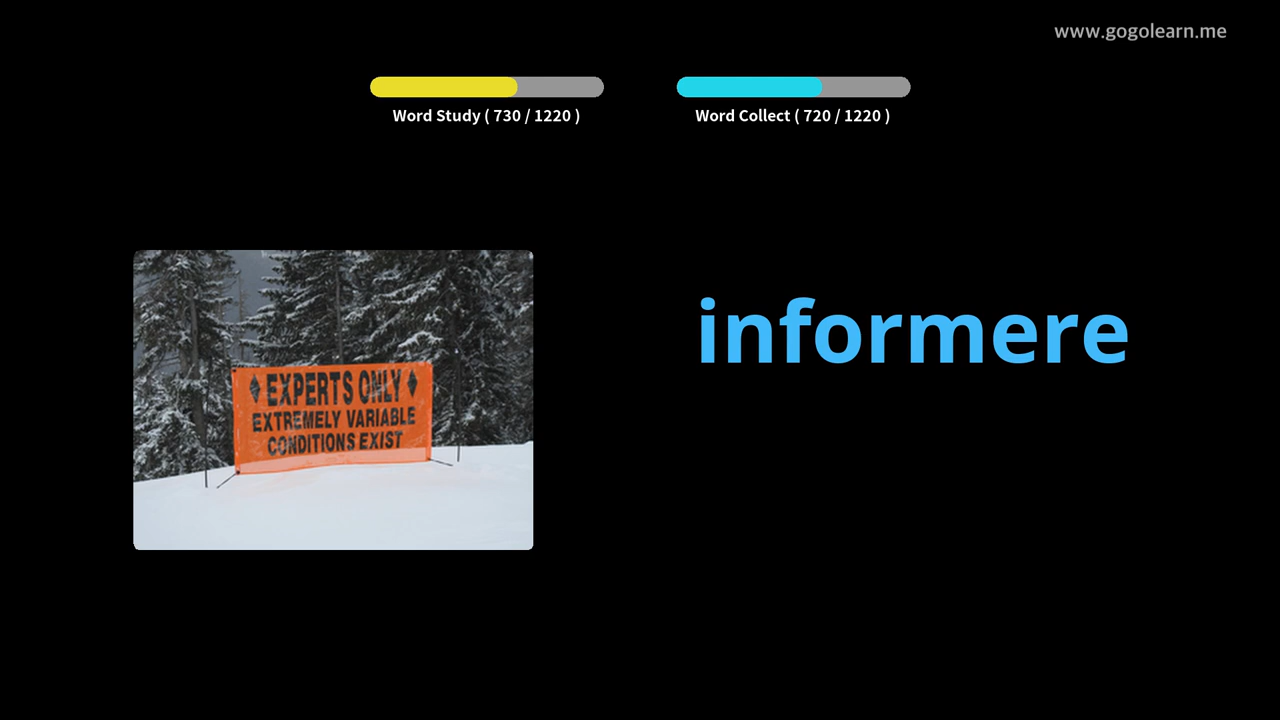 www.gogolearn.me
Word Study ( 730 / 1220 )
Word Collect ( 720 / 1220 )
informere
EXPERTS ONLY
EXTREMELY VARIABLE
CONDITIONS EXIST